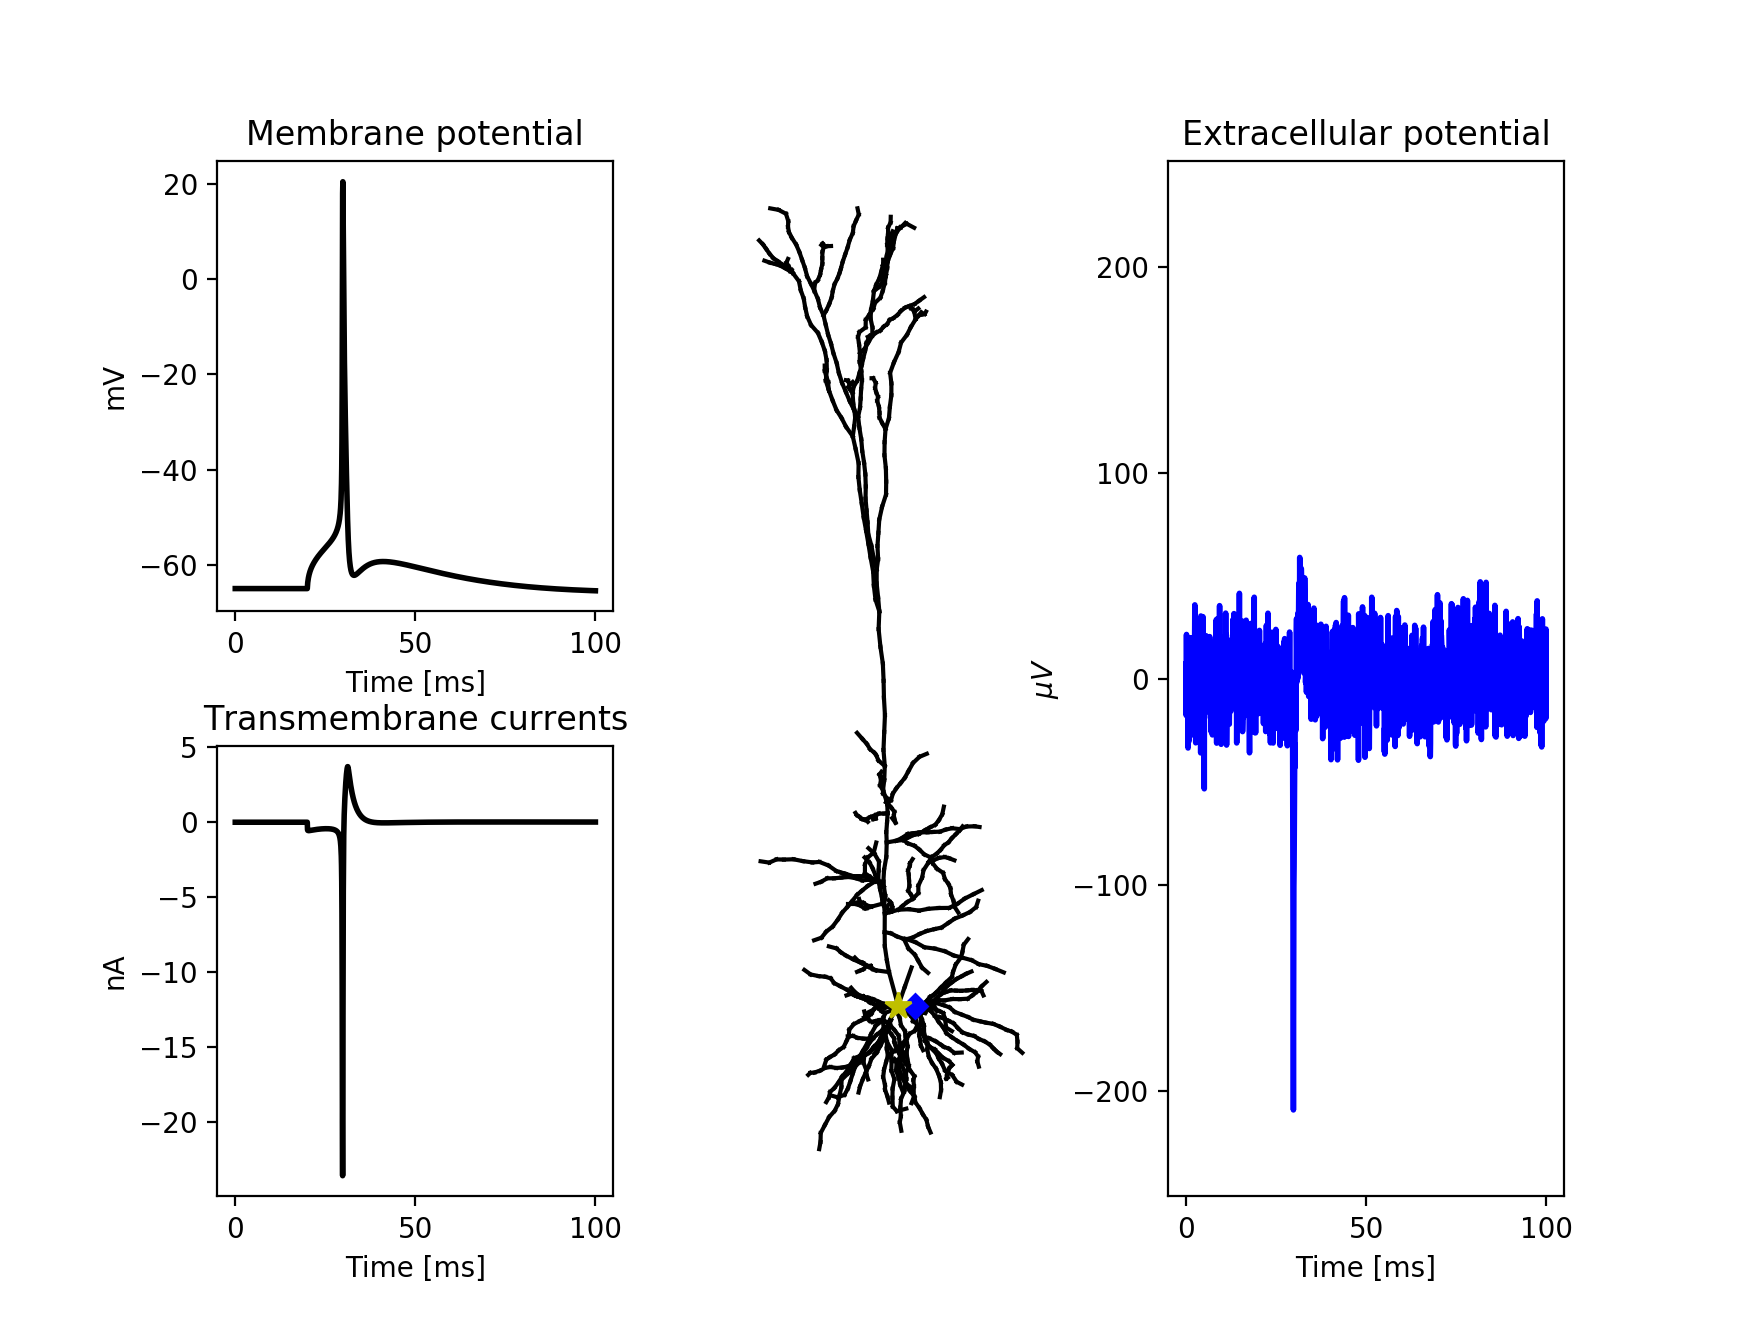 Membrane potential
20
0
−20
−40
−60
mV
0 50 100
Time [ms]
Transmembrane currents
5
0
−5
−10
−15
−20
nA
0 50 100
Time [ms]
Extracellular potential
200
100
0
−100
−200
μV
0 50 100
Time [ms]